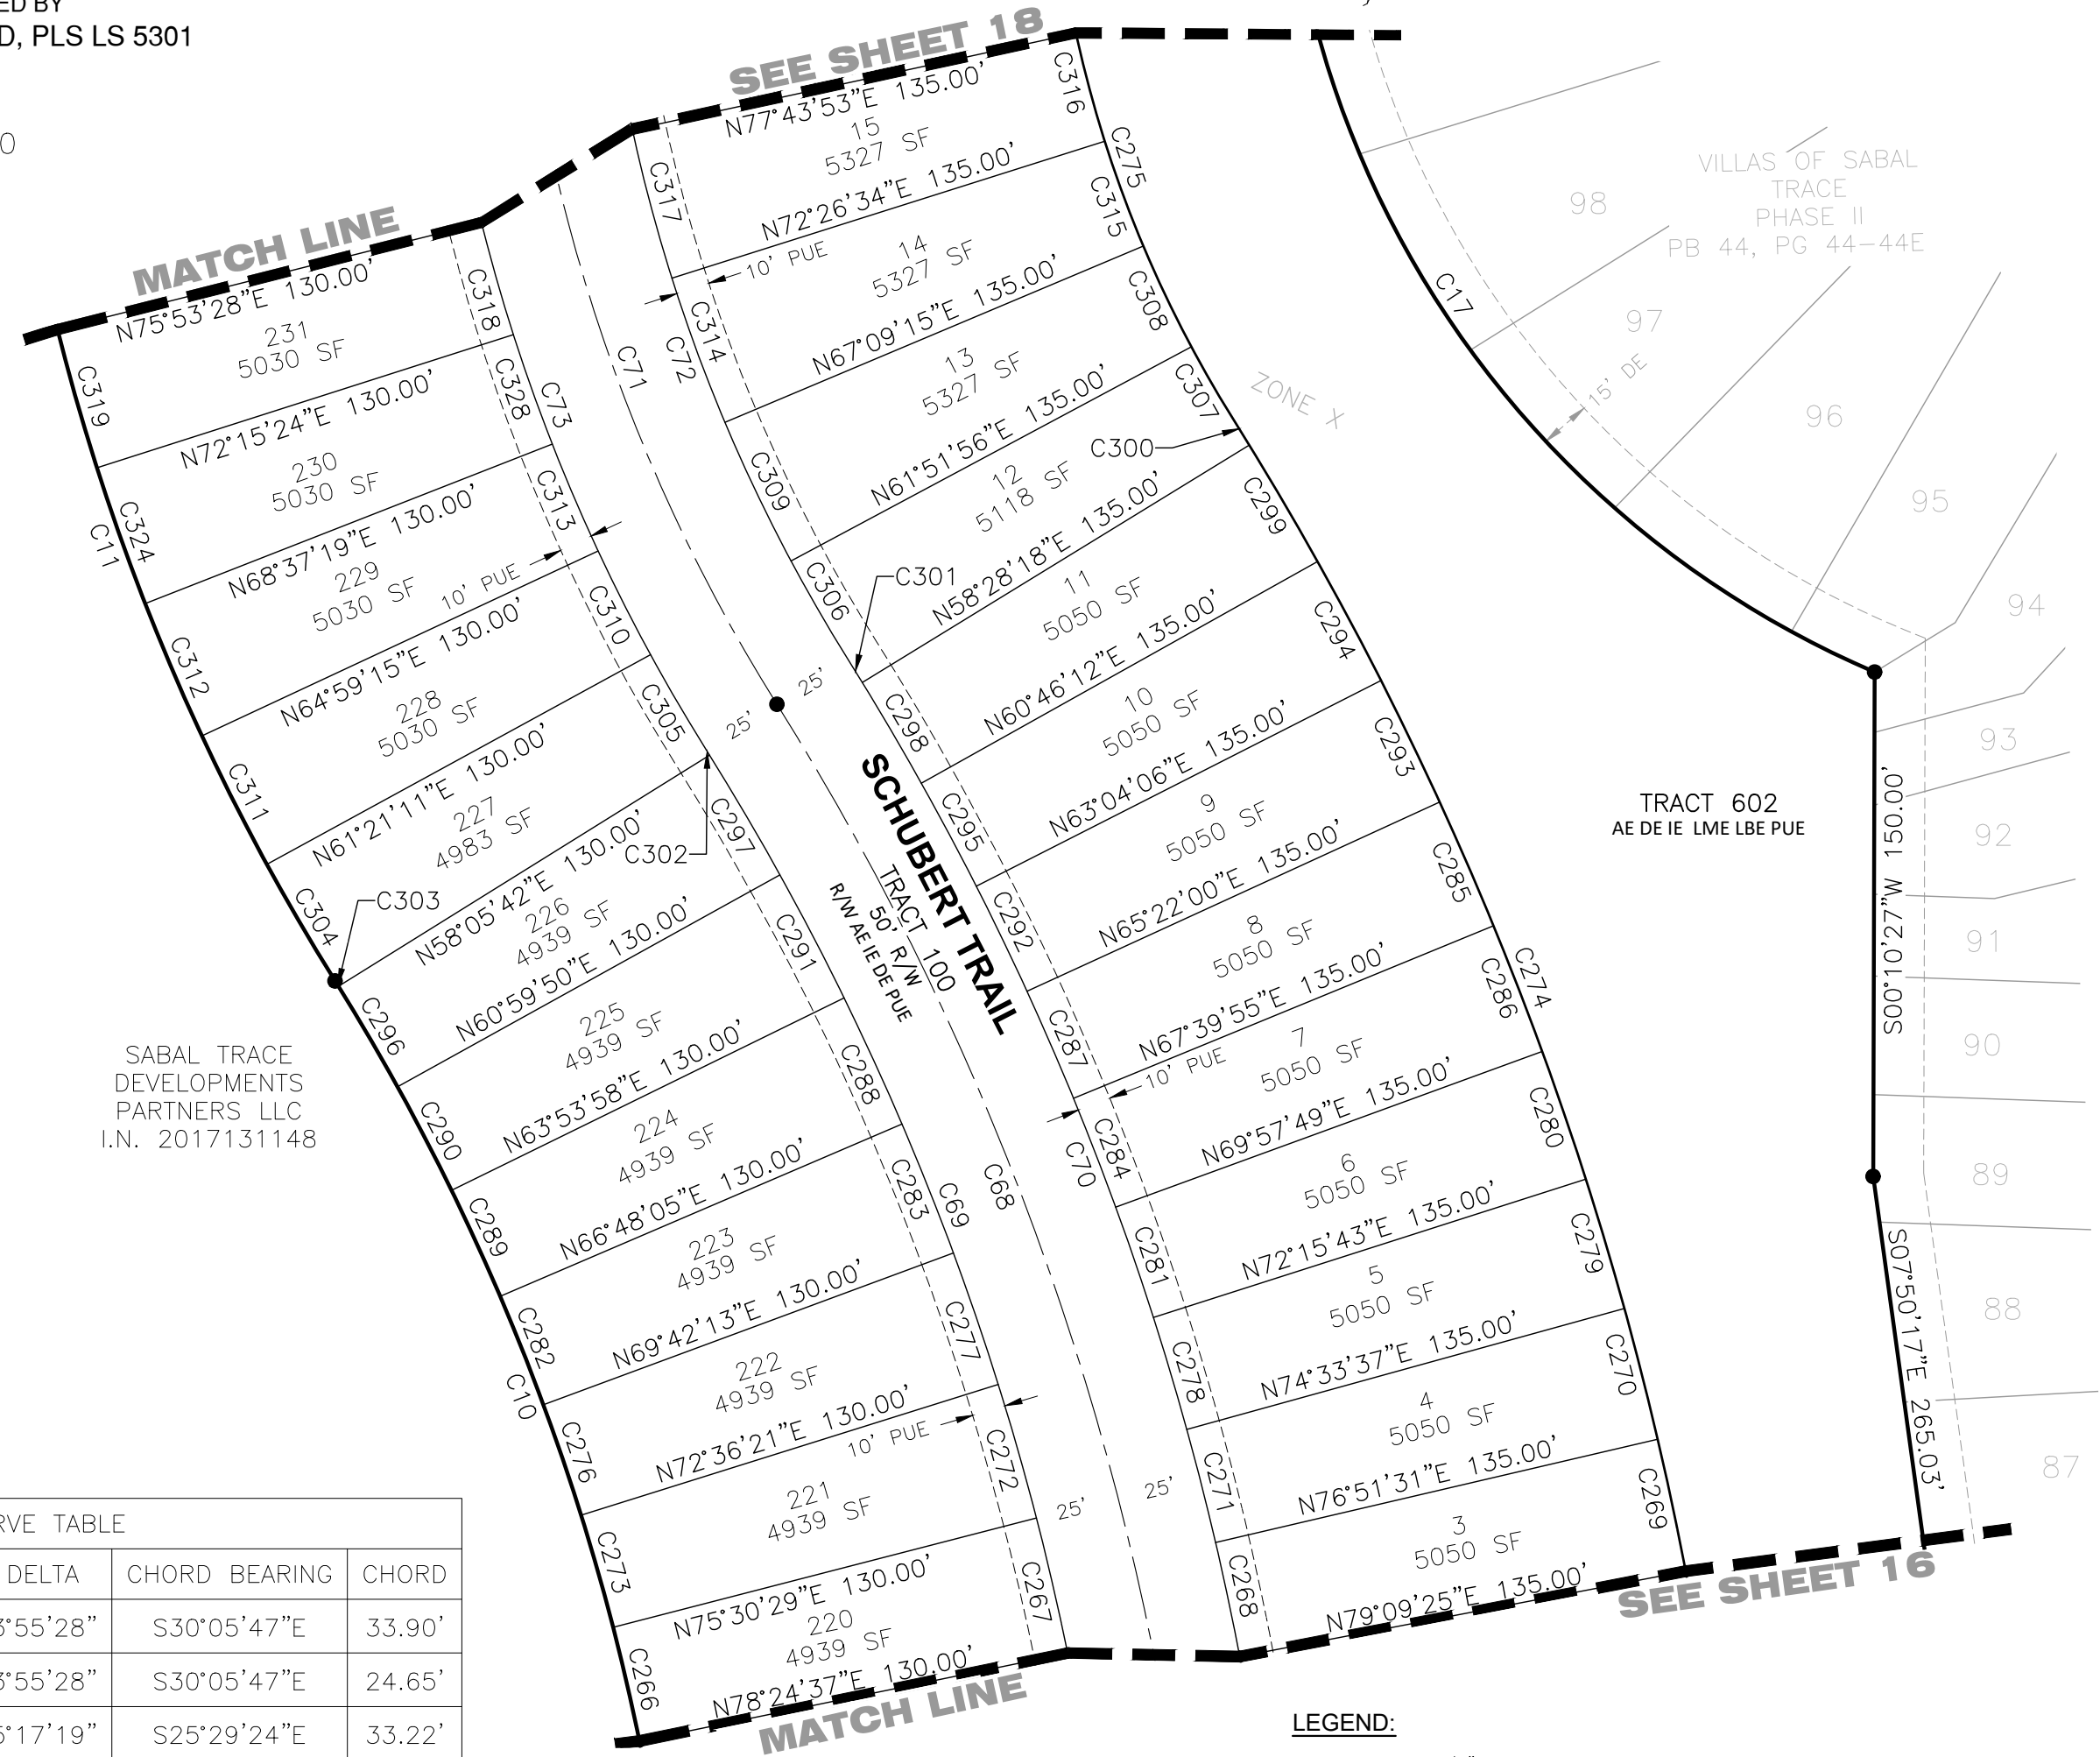 ED BY
D, PLS LS 5301
0
SEE SHEET 18
MATCH LINE
N77°43'53"E 135.00'
15
5327 SF
N72°26'34"E 135.00'
14
5327 SF
N67°09'15"E 135.00'
13
5327 SF
N61°51'56"E 135.00'
12
5118 SF
N58°28'18"E 135.00'
11
5050 SF
N60°46'12"E 135.00'
10
5050 SF
N63°04'06"E 135.00'
9
5050 SF
N65°22'00"E 135.00'
8
5050 SF
N67°39'55"E 135.00'
7
5050 SF
N69°57'49"E 135.00'
6
5050 SF
N72°15'43"E 135.00'
5
5050 SF
N74°33'37"E 135.00'
4
5050 SF
N76°51'31"E 135.00'
3
5050 SF
N79°09'25"E 135.00'
C316
C275
C315
C308
C307
C300
C299
C294
C293
C285
C274
C286
C280
C279
C270
C269
C317
10' PUE
C314
C72
C309
C306
C301
C298
C295
C292
C287
10' PUE
C284
C70
C281
C278
C271
C268
C71
25'
25'
SCHUBERT TRAIL
TRACT 100
50' R/W
R/W AE IE DE PUE
C68
25'
25'
N75°53'28"E 130.00'
231
5030 SF
N72°15'24"E 130.00'
230
5030 SF
N68°37'19"E 130.00'
229
5030 SF
10' PUE
N64°59'15"E 130.00'
228
5030 SF
N61°21'11"E 130.00'
227
4983 SF
N58°05'42"E 130.00'
226
4939 SF
N60°59'50"E 130.00'
225
4939 SF
N63°53'58"E 130.00'
224
4939 SF
N66°48'05"E 130.00'
223
4939 SF
N69°42'13"E 130.00'
222
4939 SF
N72°36'21"E 130.00'
10' PUE
221
4939 SF
N75°30'29"E 130.00'
220
4939 SF
N78°24'37"E 130.00'
C318
C328
C73
C313
C310
C305
C302
C297
C291
C288
C283
C69
C277
C272
C267
C319
C324
C11
C312
C311
C304
C303
C296
C290
C289
C282
C10
C276
C273
C266
MATCH LINE
SEE SHEET 16
VILLAS OF SABAL
TRACE
PHASE II
PB 44, PG 44-44E
98
C17
97
15' DE
96
95
94
93
92
91
90
89
88
87
ZONE X
TRACT 602
AE DE IE LME LBE PUE
S00°10'27"W 150.00'
S07°50'17"E 265.03'
SABAL TRACE
DEVELOPMENTS
PARTNERS LLC
I.N. 2017131148
RVE TABLE
DELTA CHORD BEARING CHORD
3°55'28" S30°05'47"E 33.90'
3°55'28" S30°05'47"E 24.65'
5°17'19" S25°29'24"E 33.22'
LEGEND: